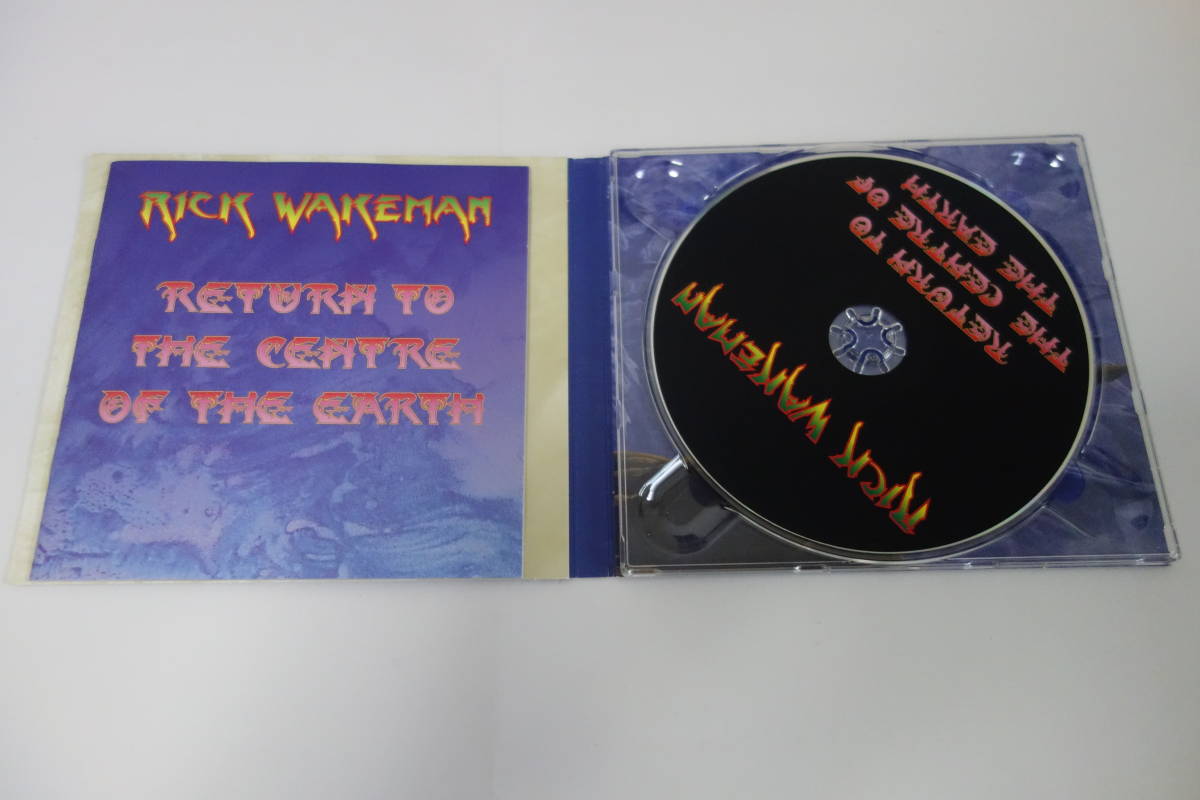 RICK WAKEMAN
RETURN TO
THE CENTRE
OF THE EARTH
RICK WAKEMAN
RETURN TO
THE CENTRE OF
THE EARTH